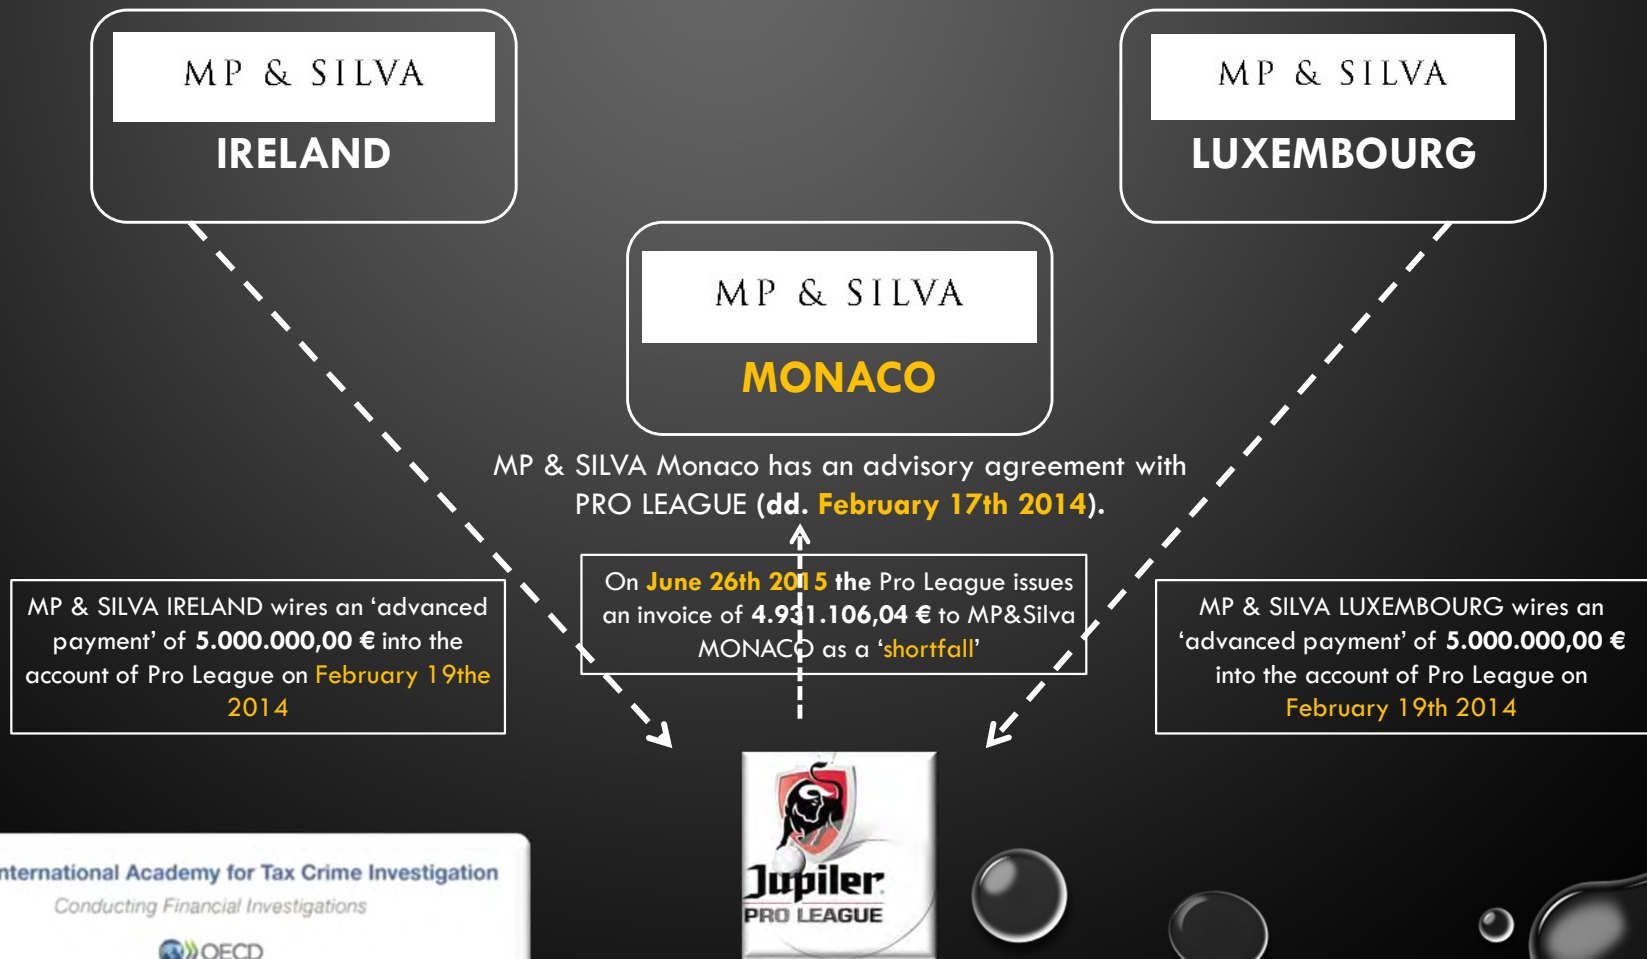 MP & SILVA
IRELAND
MP & SILVA
LUXEMBOURG
MP & SILVA
MONACO
MP & SILVA Monaco has an advisory agreement with
PRO LEAGUE (dd. February 17th 2014).
MP & SILVA IRELAND wires an ‘advanced
payment’ of 5.000.000,00 € into the
account of Pro League on February 19the
2014
On June 26th 2015 the Pro League issues
an invoice of 4.931.106,04 € to MP&Silva
MONACO as a ‘shortfall’
MP & SILVA LUXEMBOURG wires an
‘advanced payment’ of 5.000.000,00 €
into the account of Pro League on
February 19th 2014
Jupiler
PRO LEAGUE
nternational Academy for Tax Crime Investigation
Conducting Financial Investigations
OECD